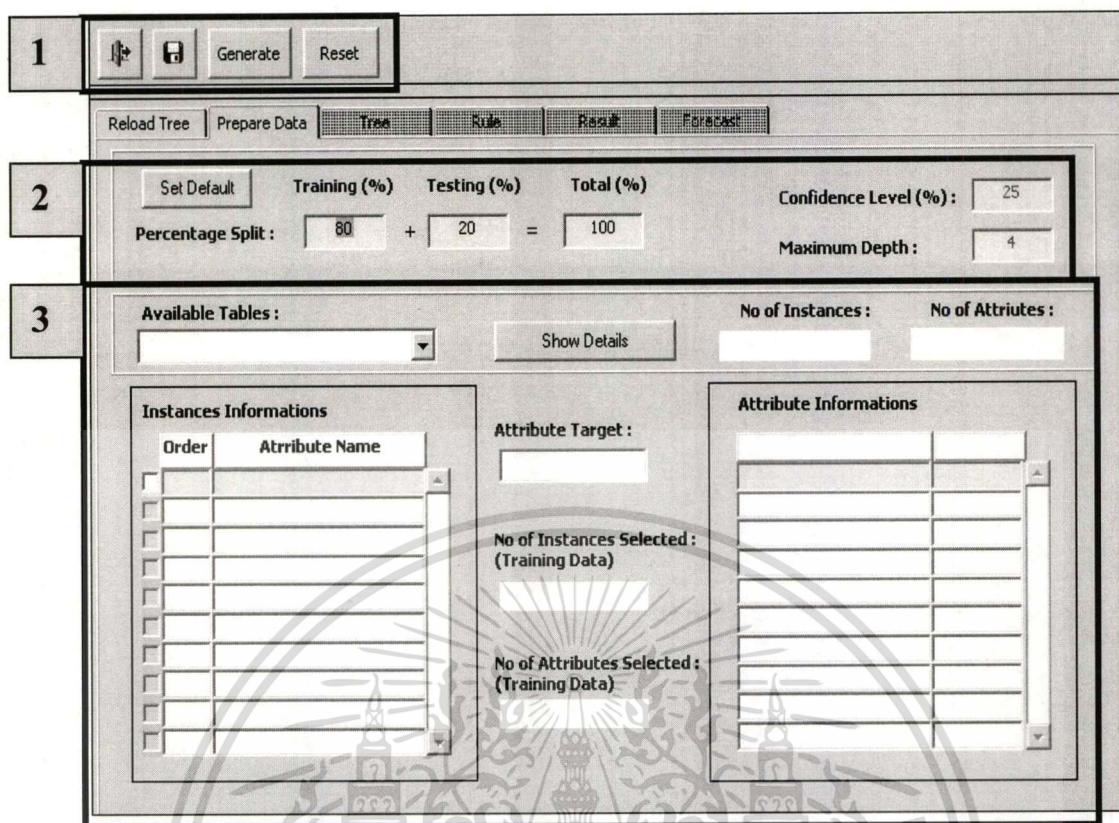 1
Generate Reset
Reload Tree Prepare Data Tree Rule Result Forecast
2
Set Default Training (%) Testing (%) Total (%)
Percentage Split : 80 + 20 = 100
Confidence Level (%) : 25
Maximum Depth : 4
3
Available Tables : No of Instances : No of Attriutes :
Show Details
Instances Informations
Order Atrribute Name
Attribute Target :
No of Instances Selected :
(Training Data)
No of Attributes Selected :
(Training Data)
Attribute Informations